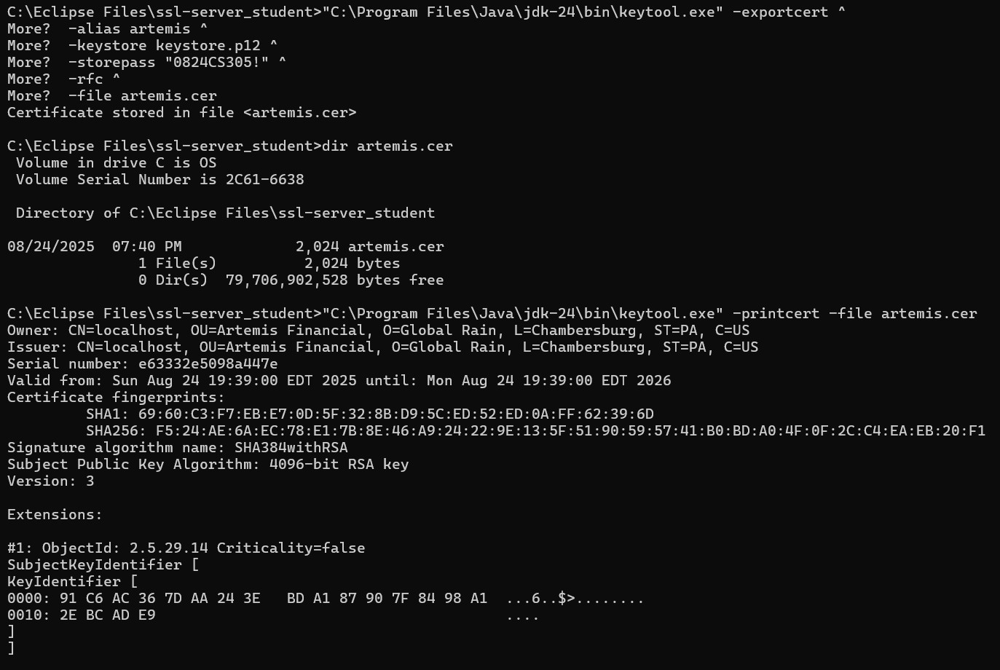 C:\Eclipse Files\ssl-server_student>"C:\Program Files\Java\jdk-24\bin\keytool.exe" -exportcert ^
More?  -alias artemis ^
More?  -keystore keystore.p12 ^
More?  -storepass "0824CS305!" ^
More?  -rfc ^
More?  -file artemis.cer
Certificate stored in file <artemis.cer>

C:\Eclipse Files\ssl-server_student>dir artemis.cer
 Volume in drive C is OS
 Volume Serial Number is 2C61-6638

 Directory of C:\Eclipse Files\ssl-server_student

08/24/2025  07:40 PM             2,024 artemis.cer
               1 File(s)          2,024 bytes
               0 Dir(s)  79,706,902,528 bytes free

C:\Eclipse Files\ssl-server_student>"C:\Program Files\Java\jdk-24\bin\keytool.exe" -printcert -file artemis.cer
Owner: CN=localhost, OU=Artemis Financial, O=Global Rain, L=Chambersburg, ST=PA, C=US
Issuer: CN=localhost, OU=Artemis Financial, O=Global Rain, L=Chambersburg, ST=PA, C=US
Serial number: e63332e5098a447e
Valid from: Sun Aug 24 19:39:00 EDT 2025 until: Mon Aug 24 19:39:00 EDT 2026
Certificate fingerprints:
         SHA1: 69:60:C3:F7:EB:E7:0D:5F:32:8B:D9:5C:ED:52:ED:0A:FF:62:39:6D
         SHA256: F5:24:AE:6A:EC:78:E1:7B:8E:46:A9:24:22:9E:13:5F:51:90:59:57:41:B0:BD:A0:4F:0F:2C:C4:EA:EB:20:F1
Signature algorithm name: SHA384withRSA
Subject Public Key Algorithm: 4096-bit RSA key
Version: 3

Extensions:

#1: ObjectId: 2.5.29.14 Criticality=false
SubjectKeyIdentifier [
KeyIdentifier [
0000: 91 C6 AC 36 7D AA 24 3E   BD A1 87 90 7F 84 98 A1  ...6..$>........
0010: 2E BC AD E9                                        ....
]
]